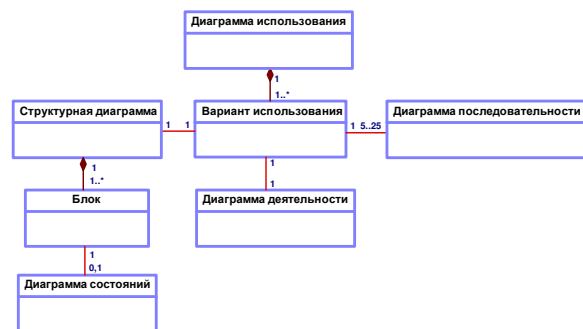 Диаграмма использования
1
1..*
Структурная диаграмма
Вариант использования
Диаграмма последовательности
1 1
1 5..25
1
1..*
1
1
Блок
Диаграмма деятельности
1
0,1
Диаграмма состояний